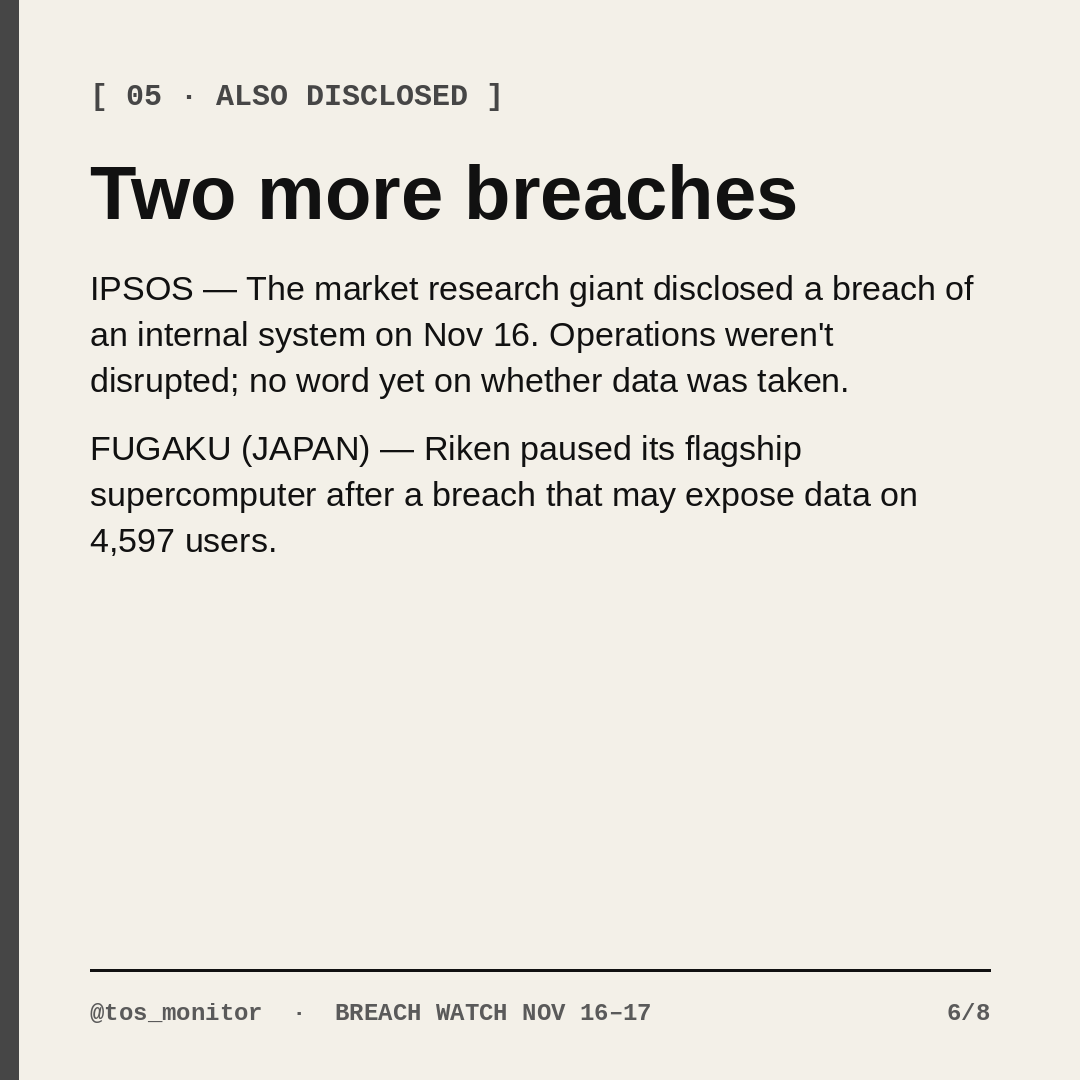 [ 05 · ALSO DISCLOSED ]
Two more breaches
IPSOS — The market research giant disclosed a breach of
an internal system on Nov 16. Operations weren't
disrupted; no word yet on whether data was taken.
FUGAKU (JAPAN) — Riken paused its flagship
supercomputer after a breach that may expose data on
4,597 users.
@tos_monitor · BREACH WATCH NOV 16–17 6/8